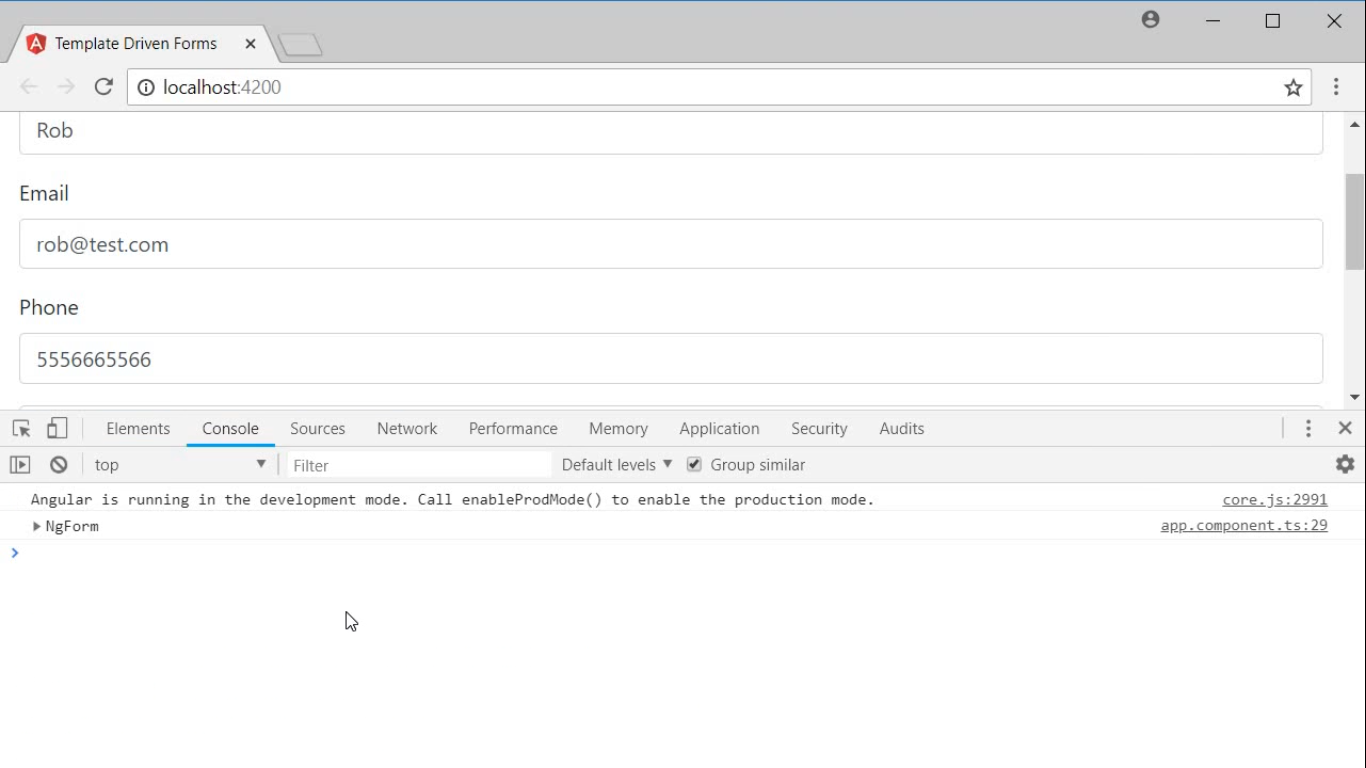 Template Driven Forms
localhost:4200
Rob
Email
rob@test.com
Phone
5556665566
Elements Console Sources Network Performance Memory Application Security Audits
top Filter Default levels Group similar
Angular is running in the development mode. Call enableProdMode() to enable the production mode. core.js:2991
NgForm app.component.ts:29